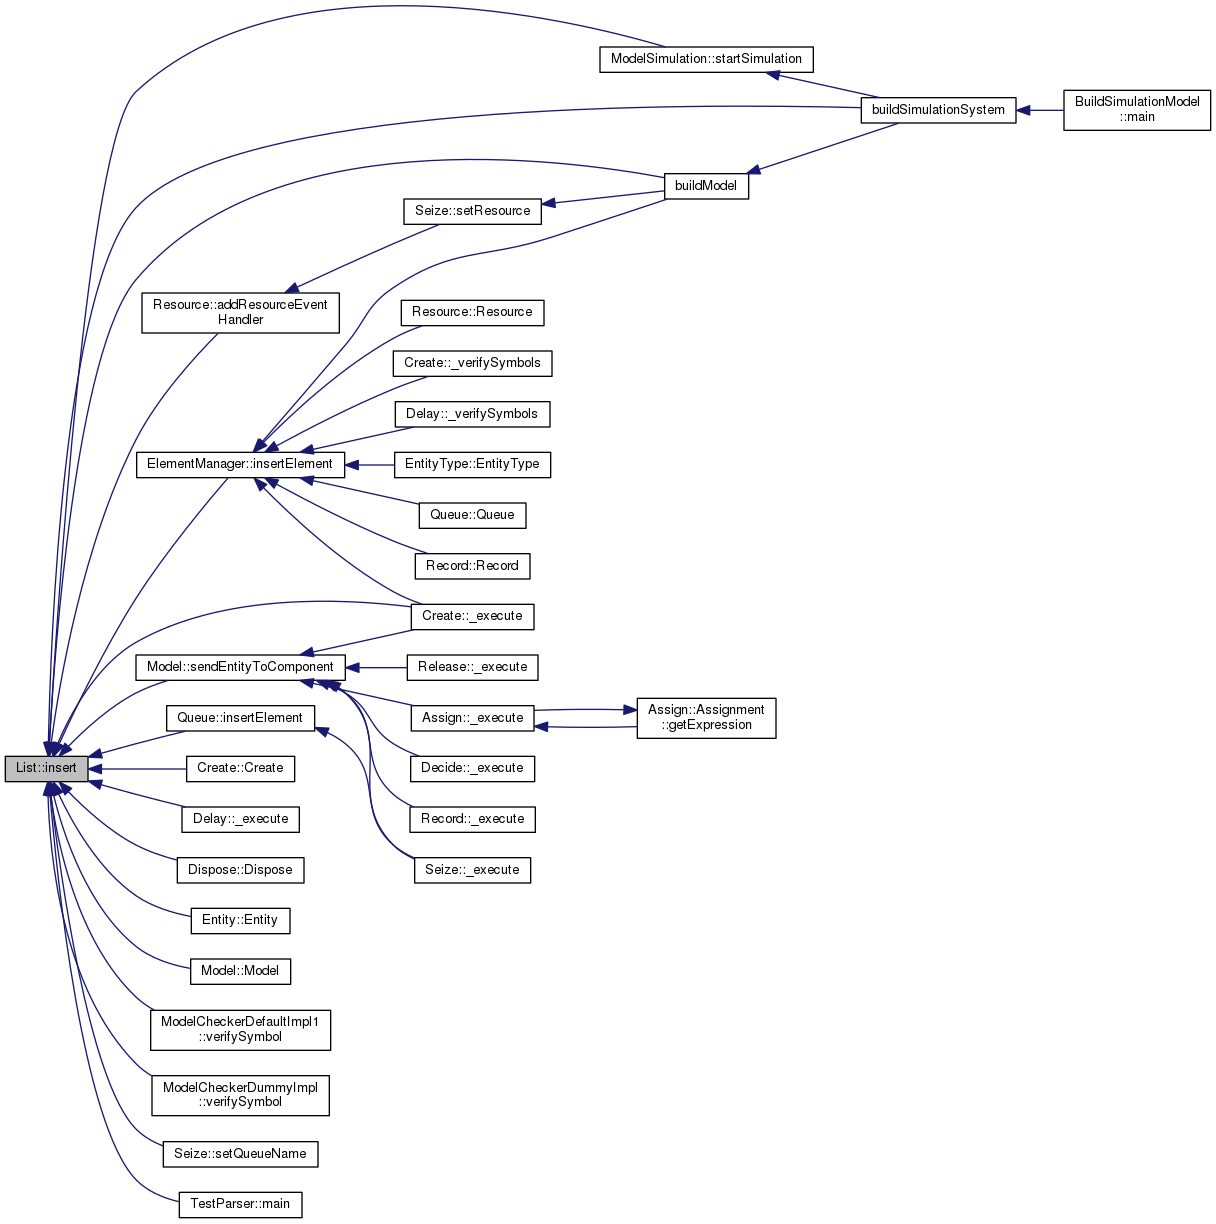 ModelSimulation::startSimulation
buildSimulationSystem
BuildSimulationModel
::main
buildModel
Seize::setResource
Resource::addResourceEvent
Handler
Resource::Resource
Create::_verifySymbols
Delay::_verifySymbols
ElementManager::insertElement
EntityType::EntityType
Queue::Queue
Record::Record
Create::_execute
Model::sendEntityToComponent
Release::_execute
Queue::insertElement
Assign::_execute
Assign::Assignment
::getExpression
List::insert
Create::Create
Decide::_execute
Delay::_execute
Record::_execute
Dispose::Dispose
Seize::_execute
Entity::Entity
Model::Model
ModelCheckerDefaultImpl1
::verifySymbol
ModelCheckerDummyImpl
::verifySymbol
Seize::setQueueName
TestParser::main